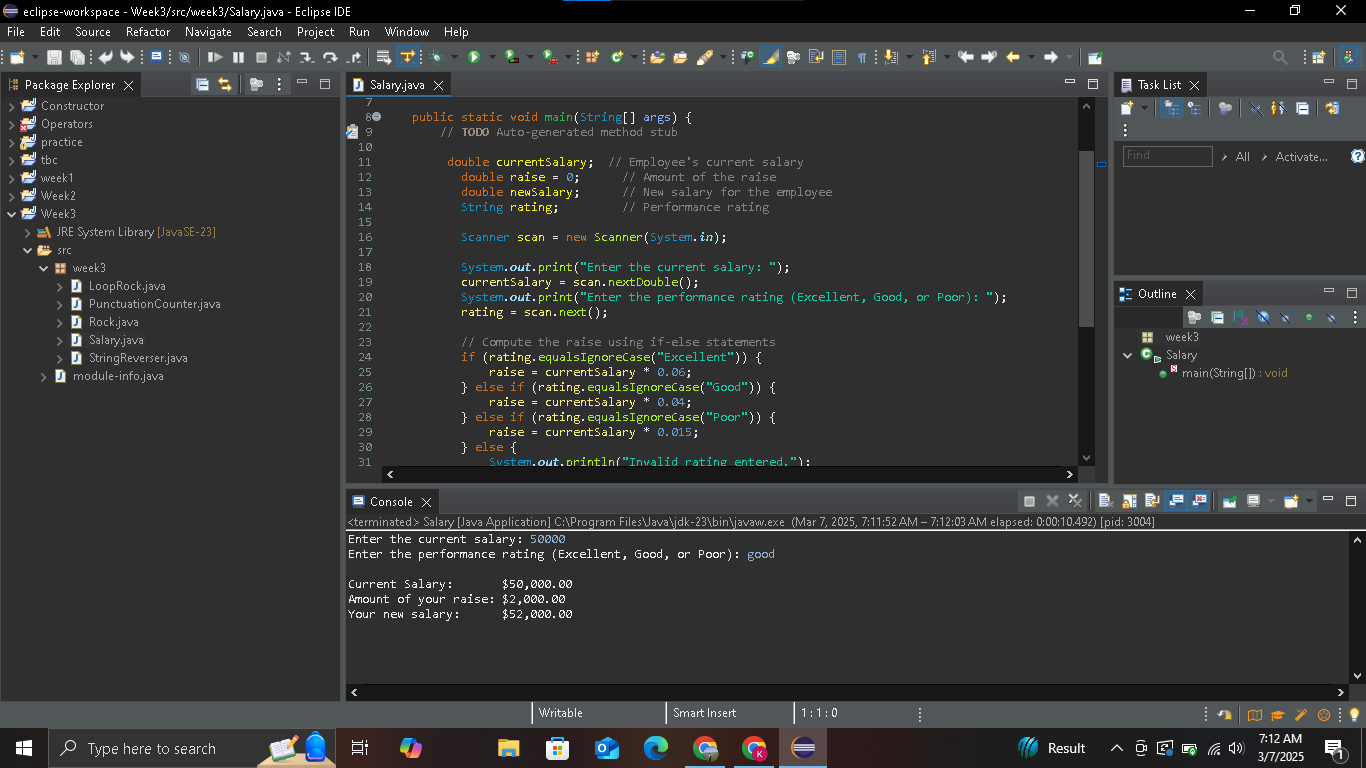 eclipse-workspace - Week3/src/week3/Salary.java - Eclipse IDE
File Edit Source Refactor Navigate Search Project Run Window Help
Package Explorer
Constructor
Operators
practice
tbc
week1
Week2
Week3
JRE System Library [JavaSE-23]
src
week3
LoopRock.java
PunctuationCounter.java
Rock.java
Salary.java
StringReverser.java
module-info.java
Salary.java
7
8 public static void main(String[] args) {
9 // TODO Auto-generated method stub
10
11 double currentSalary; // Employee's current salary
12 double raise = 0; // Amount of the raise
13 double newSalary; // New salary for the employee
14 String rating; // Performance rating
15
16 Scanner scan = new Scanner(System.in);
17
18 System.out.print("Enter the current salary: ");
19 currentSalary = scan.nextDouble();
20 System.out.print("Enter the performance rating (Excellent, Good, or Poor): ");
21 rating = scan.next();
22
23 // Compute the raise using if-else statements
24 if (rating.equalsIgnoreCase("Excellent")) {
25 raise = currentSalary * 0.06;
26 } else if (rating.equalsIgnoreCase("Good")) {
27 raise = currentSalary * 0.04;
28 } else if (rating.equalsIgnoreCase("Poor")) {
29 raise = currentSalary * 0.015;
30 } else {
31 System.out.println("Invalid rating entered.");
Task List
Find All Activate...
Outline
week3
Salary
main(String[]) : void
Console
<terminated> Salary [Java Application] C:\Program Files\Java\jdk-23\bin\javaw.exe (Mar 7, 2025, 7:11:52 AM – 7:12:03 AM elapsed: 0:00:10.492) [pid: 3004]
Enter the current salary: 50000
Enter the performance rating (Excellent, Good, or Poor): good
Current Salary: $50,000.00
Amount of your raise: $2,000.00
Your new salary: $52,000.00
Writable Smart Insert 1 : 1 : 0
Type here to search
Result
7:12 AM
3/7/2025
1